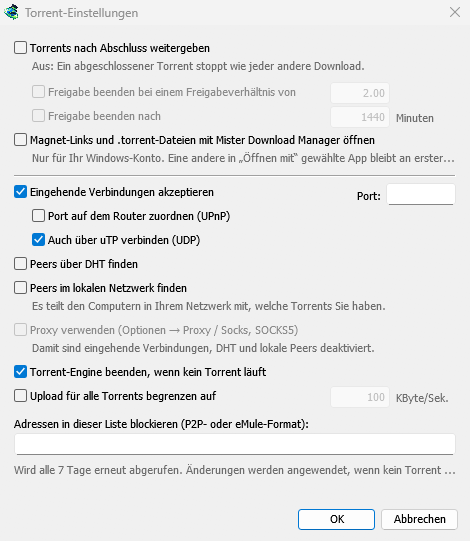 Torrent-Einstellungen
Torrents nach Abschluss weitergeben
Aus: Ein abgeschlossener Torrent stoppt wie jeder andere Download.
Freigabe beenden bei einem Freigabeverhältnis von 2.00
Freigabe beenden nach 1440 Minuten
Magnet-Links und .torrent-Dateien mit Mister Download Manager öffnen
Nur für Ihr Windows-Konto. Eine andere in „Öffnen mit“ gewählte App bleibt an erster...
Eingehende Verbindungen akzeptieren Port:
Port auf dem Router zuordnen (UPnP)
Auch über uTP verbinden (UDP)
Peers über DHT finden
Peers im lokalen Netzwerk finden
Es teilt den Computern in Ihrem Netzwerk mit, welche Torrents Sie haben.
Proxy verwenden (Optionen → Proxy / Socks, SOCKS5)
Damit sind eingehende Verbindungen, DHT und lokale Peers deaktiviert.
Torrent-Engine beenden, wenn kein Torrent läuft
Upload für alle Torrents begrenzen auf 100 KByte/Sek.
Adressen in dieser Liste blockieren (P2P- oder eMule-Format):
Wird alle 7 Tage erneut abgerufen. Änderungen werden angewendet, wenn kein Torrent ...
OK Abbrechen